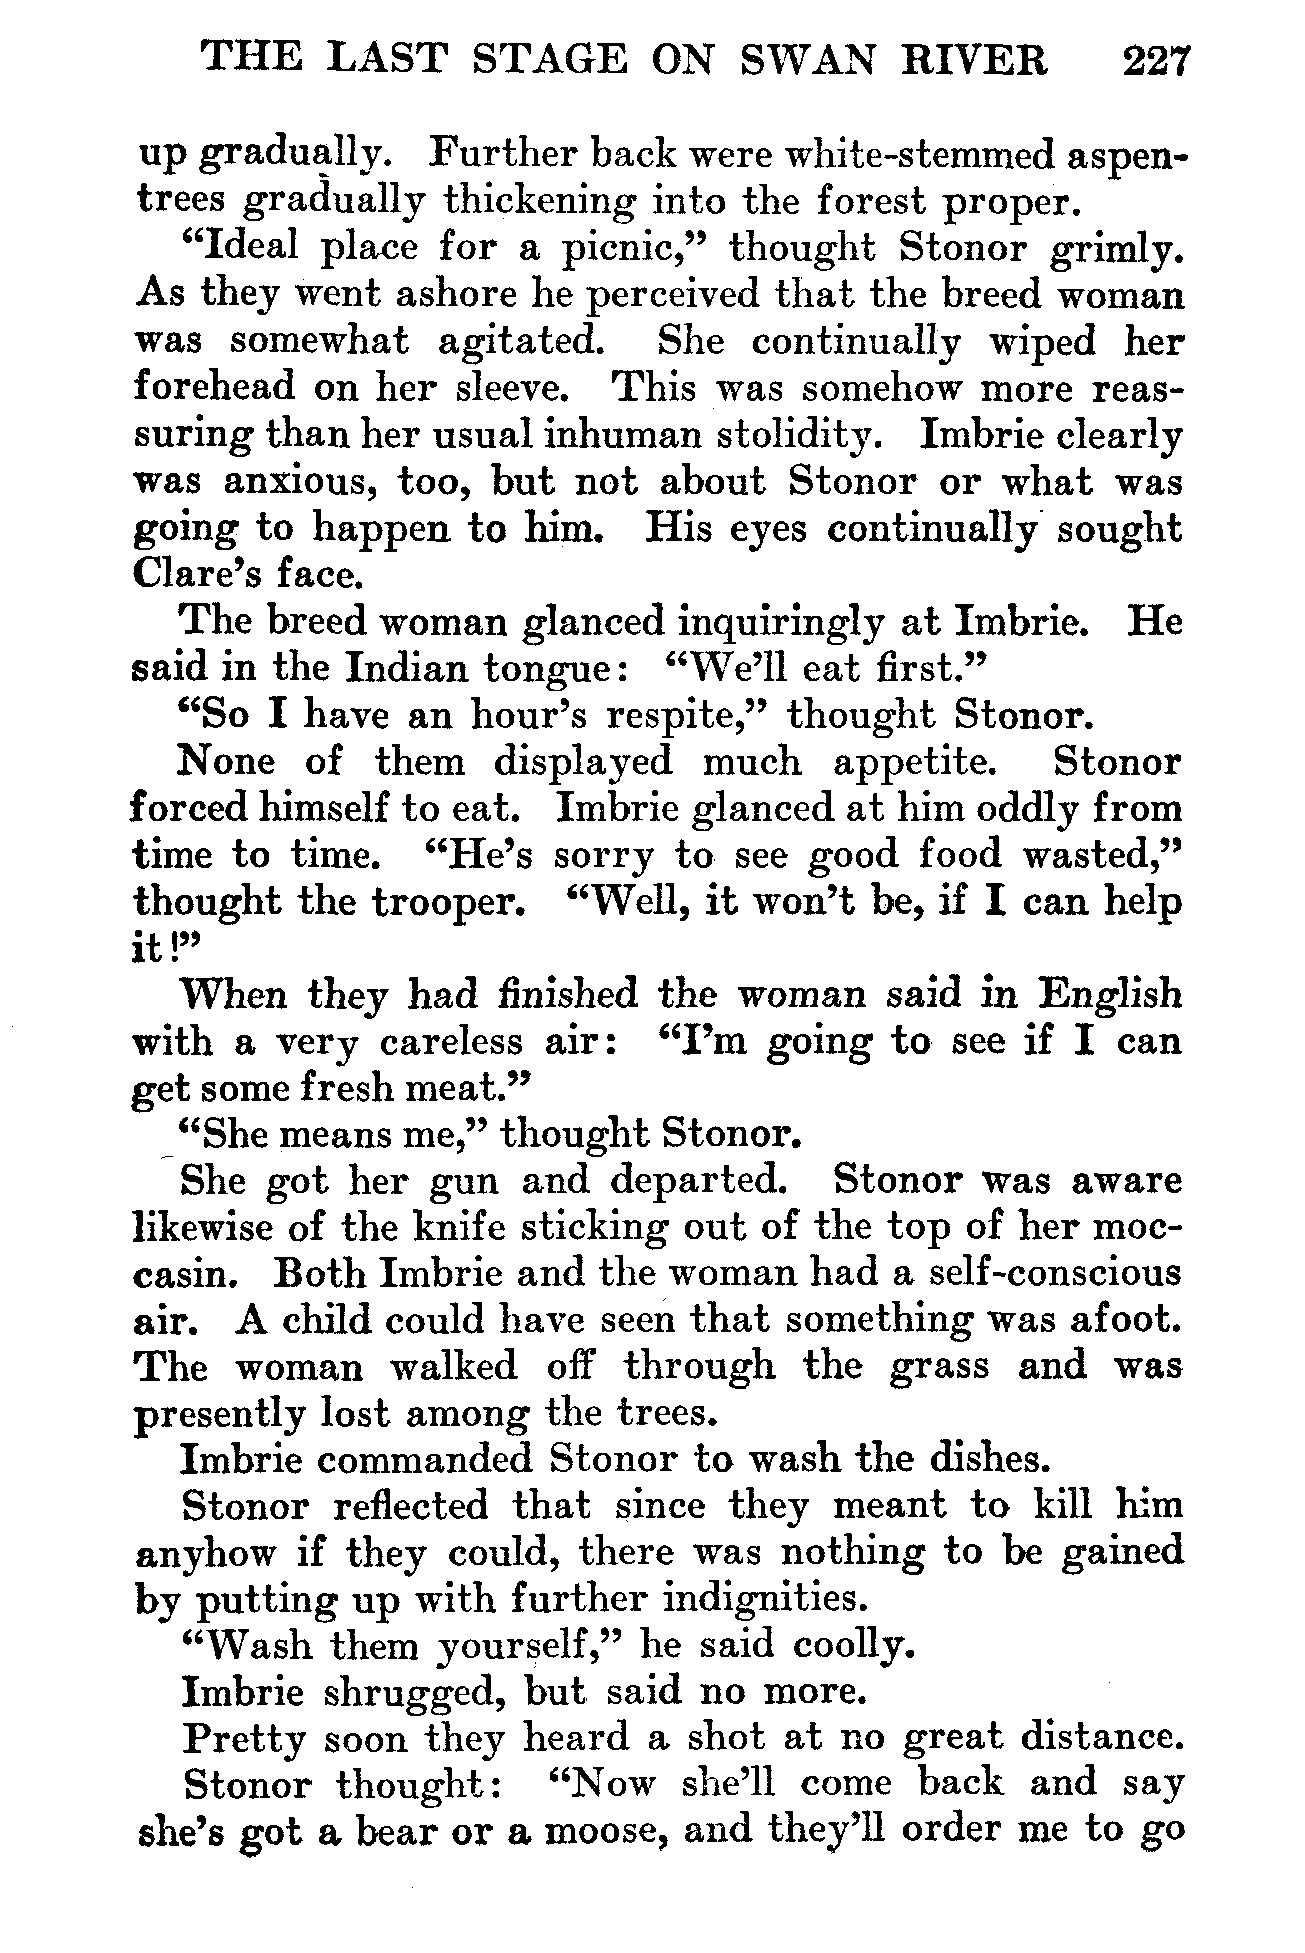 THE LAST STAGE ON SWAN RIVER 227
up gradually. Further back were white-stemmed aspen-
trees gradually thickening into the forest proper.
“Ideal place for a picnic,” thought Stonor grimly.
As they went ashore he perceived that the breed woman
was somewhat agitated. She continually wiped her
forehead on her sleeve. This was somehow more reas-
suring than her usual inhuman stolidity. Imbrie clearly
was anxious, too, but not about Stonor or what was
going to happen to him. His eyes continually sought
Clare’s face.
The breed woman glanced inquiringly at Imbrie. He
said in the Indian tongue: “We’ll eat first.”
“So I have an hour’s respite,” thought Stonor.
None of them displayed much appetite. Stonor
forced himself to eat. Imbrie glanced at him oddly from
time to time. “He’s sorry to see good food wasted,”
thought the trooper. “Well, it won’t be, if I can help
it!”
When they had finished the woman said in English
with a very careless air: “I’m going to see if I can
get some fresh meat.”
“She means me,” thought Stonor.
She got her gun and departed. Stonor was aware
likewise of the knife sticking out of the top of her moc-
casin. Both Imbrie and the woman had a self-conscious
air. A child could have seen that something was afoot.
The woman walked off through the grass and was
presently lost among the trees.
Imbrie commanded Stonor to wash the dishes.
Stonor reflected that since they meant to kill him
anyhow if they could, there was nothing to be gained
by putting up with further indignities.
“Wash them yourself,” he said coolly.
Imbrie shrugged, but said no more.
Pretty soon they heard a shot at no great distance.
Stonor thought: “Now she’ll come back and say
she’s got a bear or a moose, and they’ll order me to go